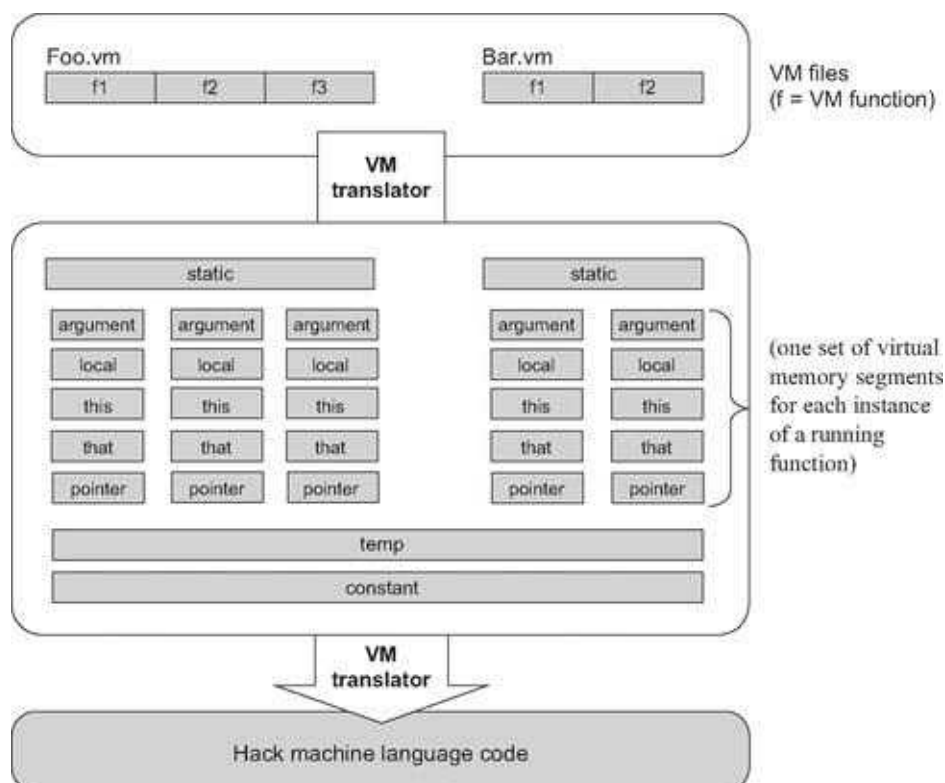 Foo.vm
f1 f2 f3
Bar.vm
f1 f2
VM files
(f = VM function)
VM
translator
static
static
argument argument argument argument argument
local local local local local
this this this this this
that that that that that
pointer pointer pointer pointer pointer
(one set of virtual
memory segments
for each instance
of a running
function)
temp
constant
VM
translator
Hack machine language code